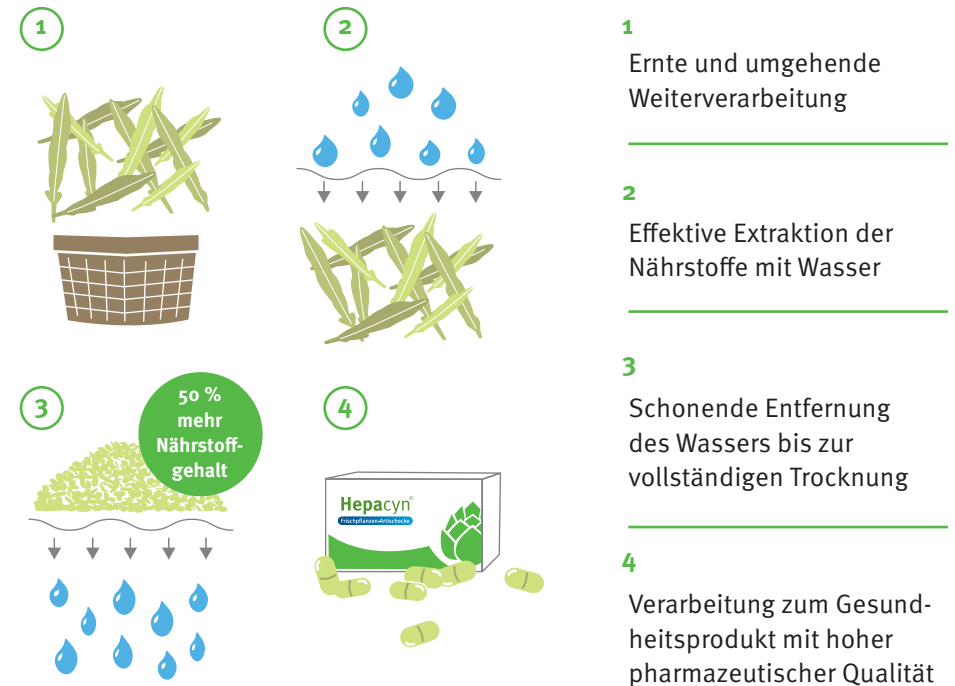 1
2
3
50 %
mehr
Nährstoff-
gehalt
4
Hepacyn®
Frischpflanzen-Artischocke
1
Ernte und umgehende
Weiterverarbeitung
2
Effektive Extraktion der
Nährstoffe mit Wasser
3
Schonende Entfernung
des Wassers bis zur
vollständigen Trocknung
4
Verarbeitung zum Gesund-
heitsprodukt mit hoher
pharmazeutischer Qualität